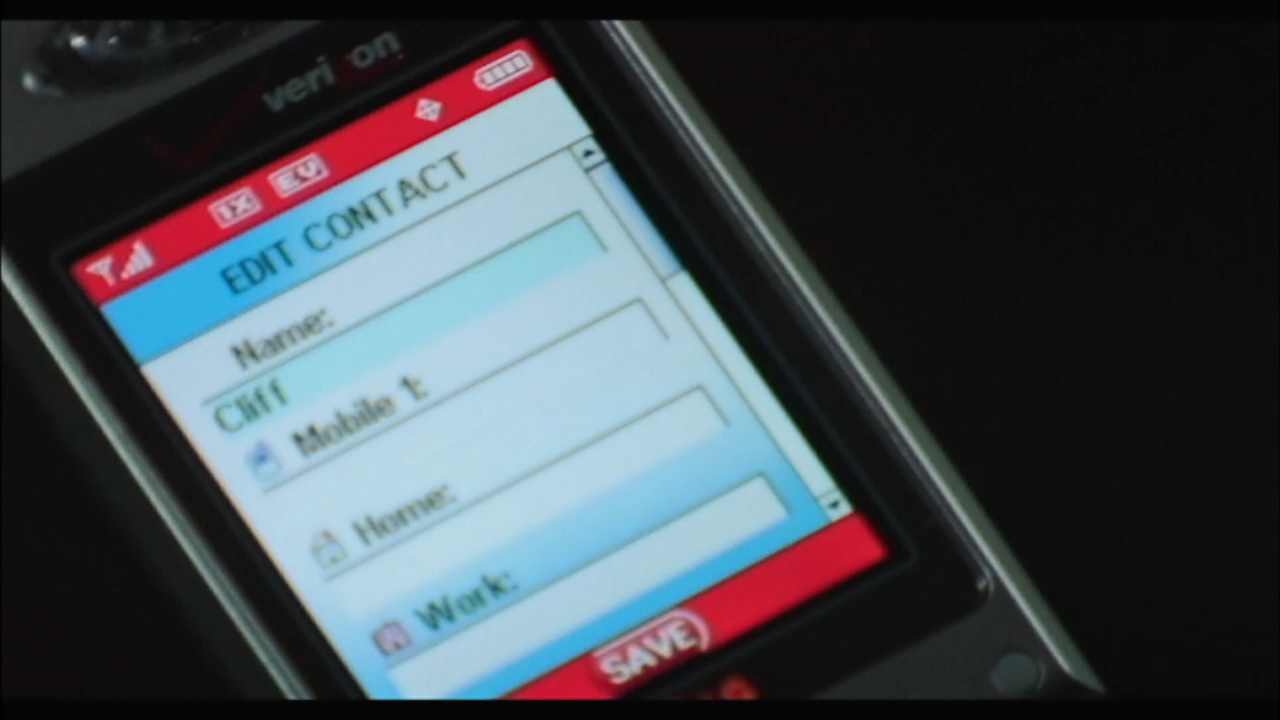 verizon
1X EV
EDIT CONTACT
Name:
Cliff
Mobile 1:
Home:
Work:
SAVE